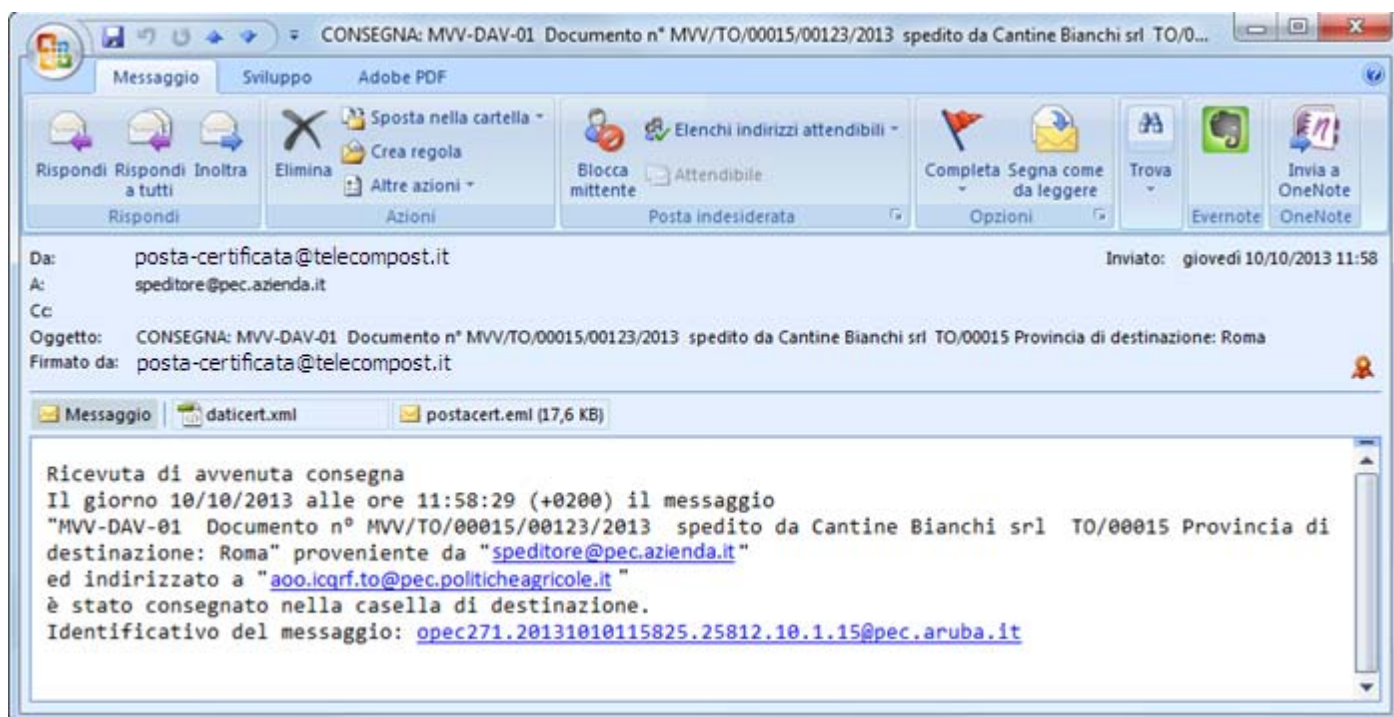 CONSEGNA: MVV-DAV-01 Documento n° MVV/TO/00015/00123/2013 spedito da Cantine Bianchi srl TO/0...
Messaggio Sviluppo Adobe PDF
Rispondi Rispondi a tutti Inoltra
Rispondi
Elimina
Sposta nella cartella
Crea regola
Altre azioni
Azioni
Blocca mittente
Elenchi indirizzi attendibili
Attendibile
Posta indesiderata
Completa Segna come da leggere
Opzioni
Trova
Evernote
Invia a OneNote
OneNote
Da: posta-certificata@telecompost.it Inviato: giovedì 10/10/2013 11:58
A: speditore@pec.azienda.it
Cc:
Oggetto: CONSEGNA: MVV-DAV-01 Documento n° MVV/TO/00015/00123/2013 spedito da Cantine Bianchi srl TO/00015 Provincia di destinazione: Roma
Firmato da: posta-certificata@telecompost.it
Messaggio daticert.xml postacert.eml (17,6 KB)
Ricevuta di avvenuta consegna
Il giorno 10/10/2013 alle ore 11:58:29 (+0200) il messaggio
"MVV-DAV-01 Documento nº MVV/TO/00015/00123/2013 spedito da Cantine Bianchi srl TO/00015 Provincia di
destinazione: Roma" proveniente da "speditore@pec.azienda.it"
ed indirizzato a "aoo.icqrf.to@pec.politicheagricole.it "
è stato consegnato nella casella di destinazione.
Identificativo del messaggio: opec271.20131010115825.25812.10.1.15@pec.aruba.it